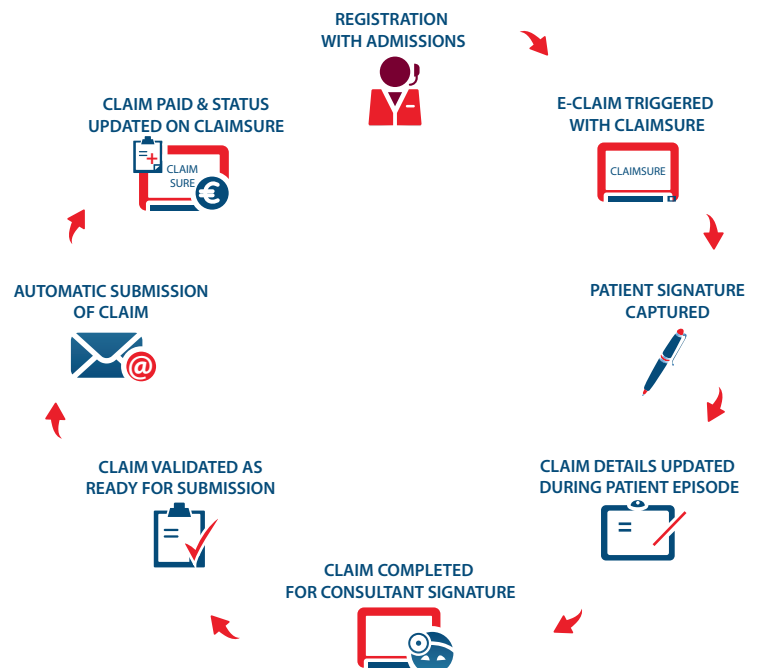 REGISTRATION
WITH ADMISSIONS
E-CLAIM TRIGGERED
WITH CLAIMSURE
CLAIMSURE
PATIENT SIGNATURE
CAPTURED
CLAIM DETAILS UPDATED
DURING PATIENT EPISODE
CLAIM COMPLETED
FOR CONSULTANT SIGNATURE
CLAIM VALIDATED AS
READY FOR SUBMISSION
AUTOMATIC SUBMISSION
OF CLAIM
@
CLAIM PAID & STATUS
UPDATED ON CLAIMSURE
CLAIM
SURE
€